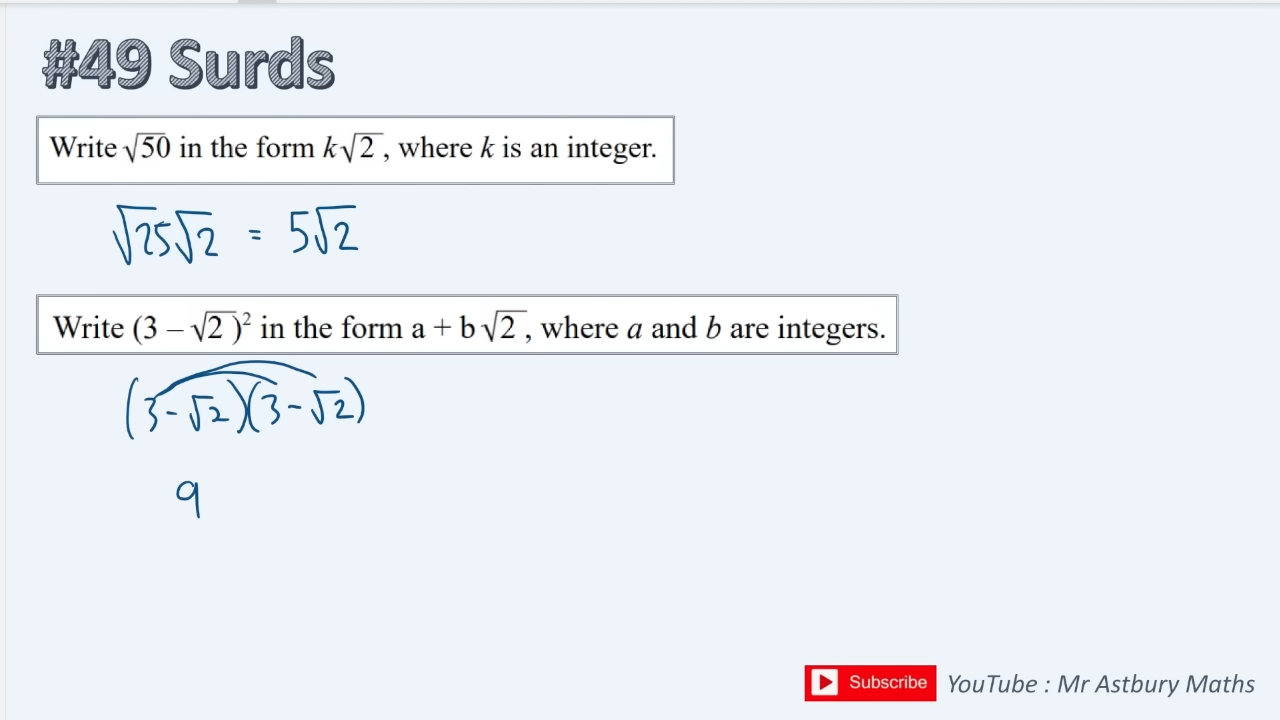 #49 Surds
Write √50 in the form k√2, where k is an integer.
√25√2 = 5√2
Write (3 – √2)² in the form a + b√2, where a and b are integers.
(3-√2)(3-√2)
9
Subscribe YouTube : Mr Astbury Maths